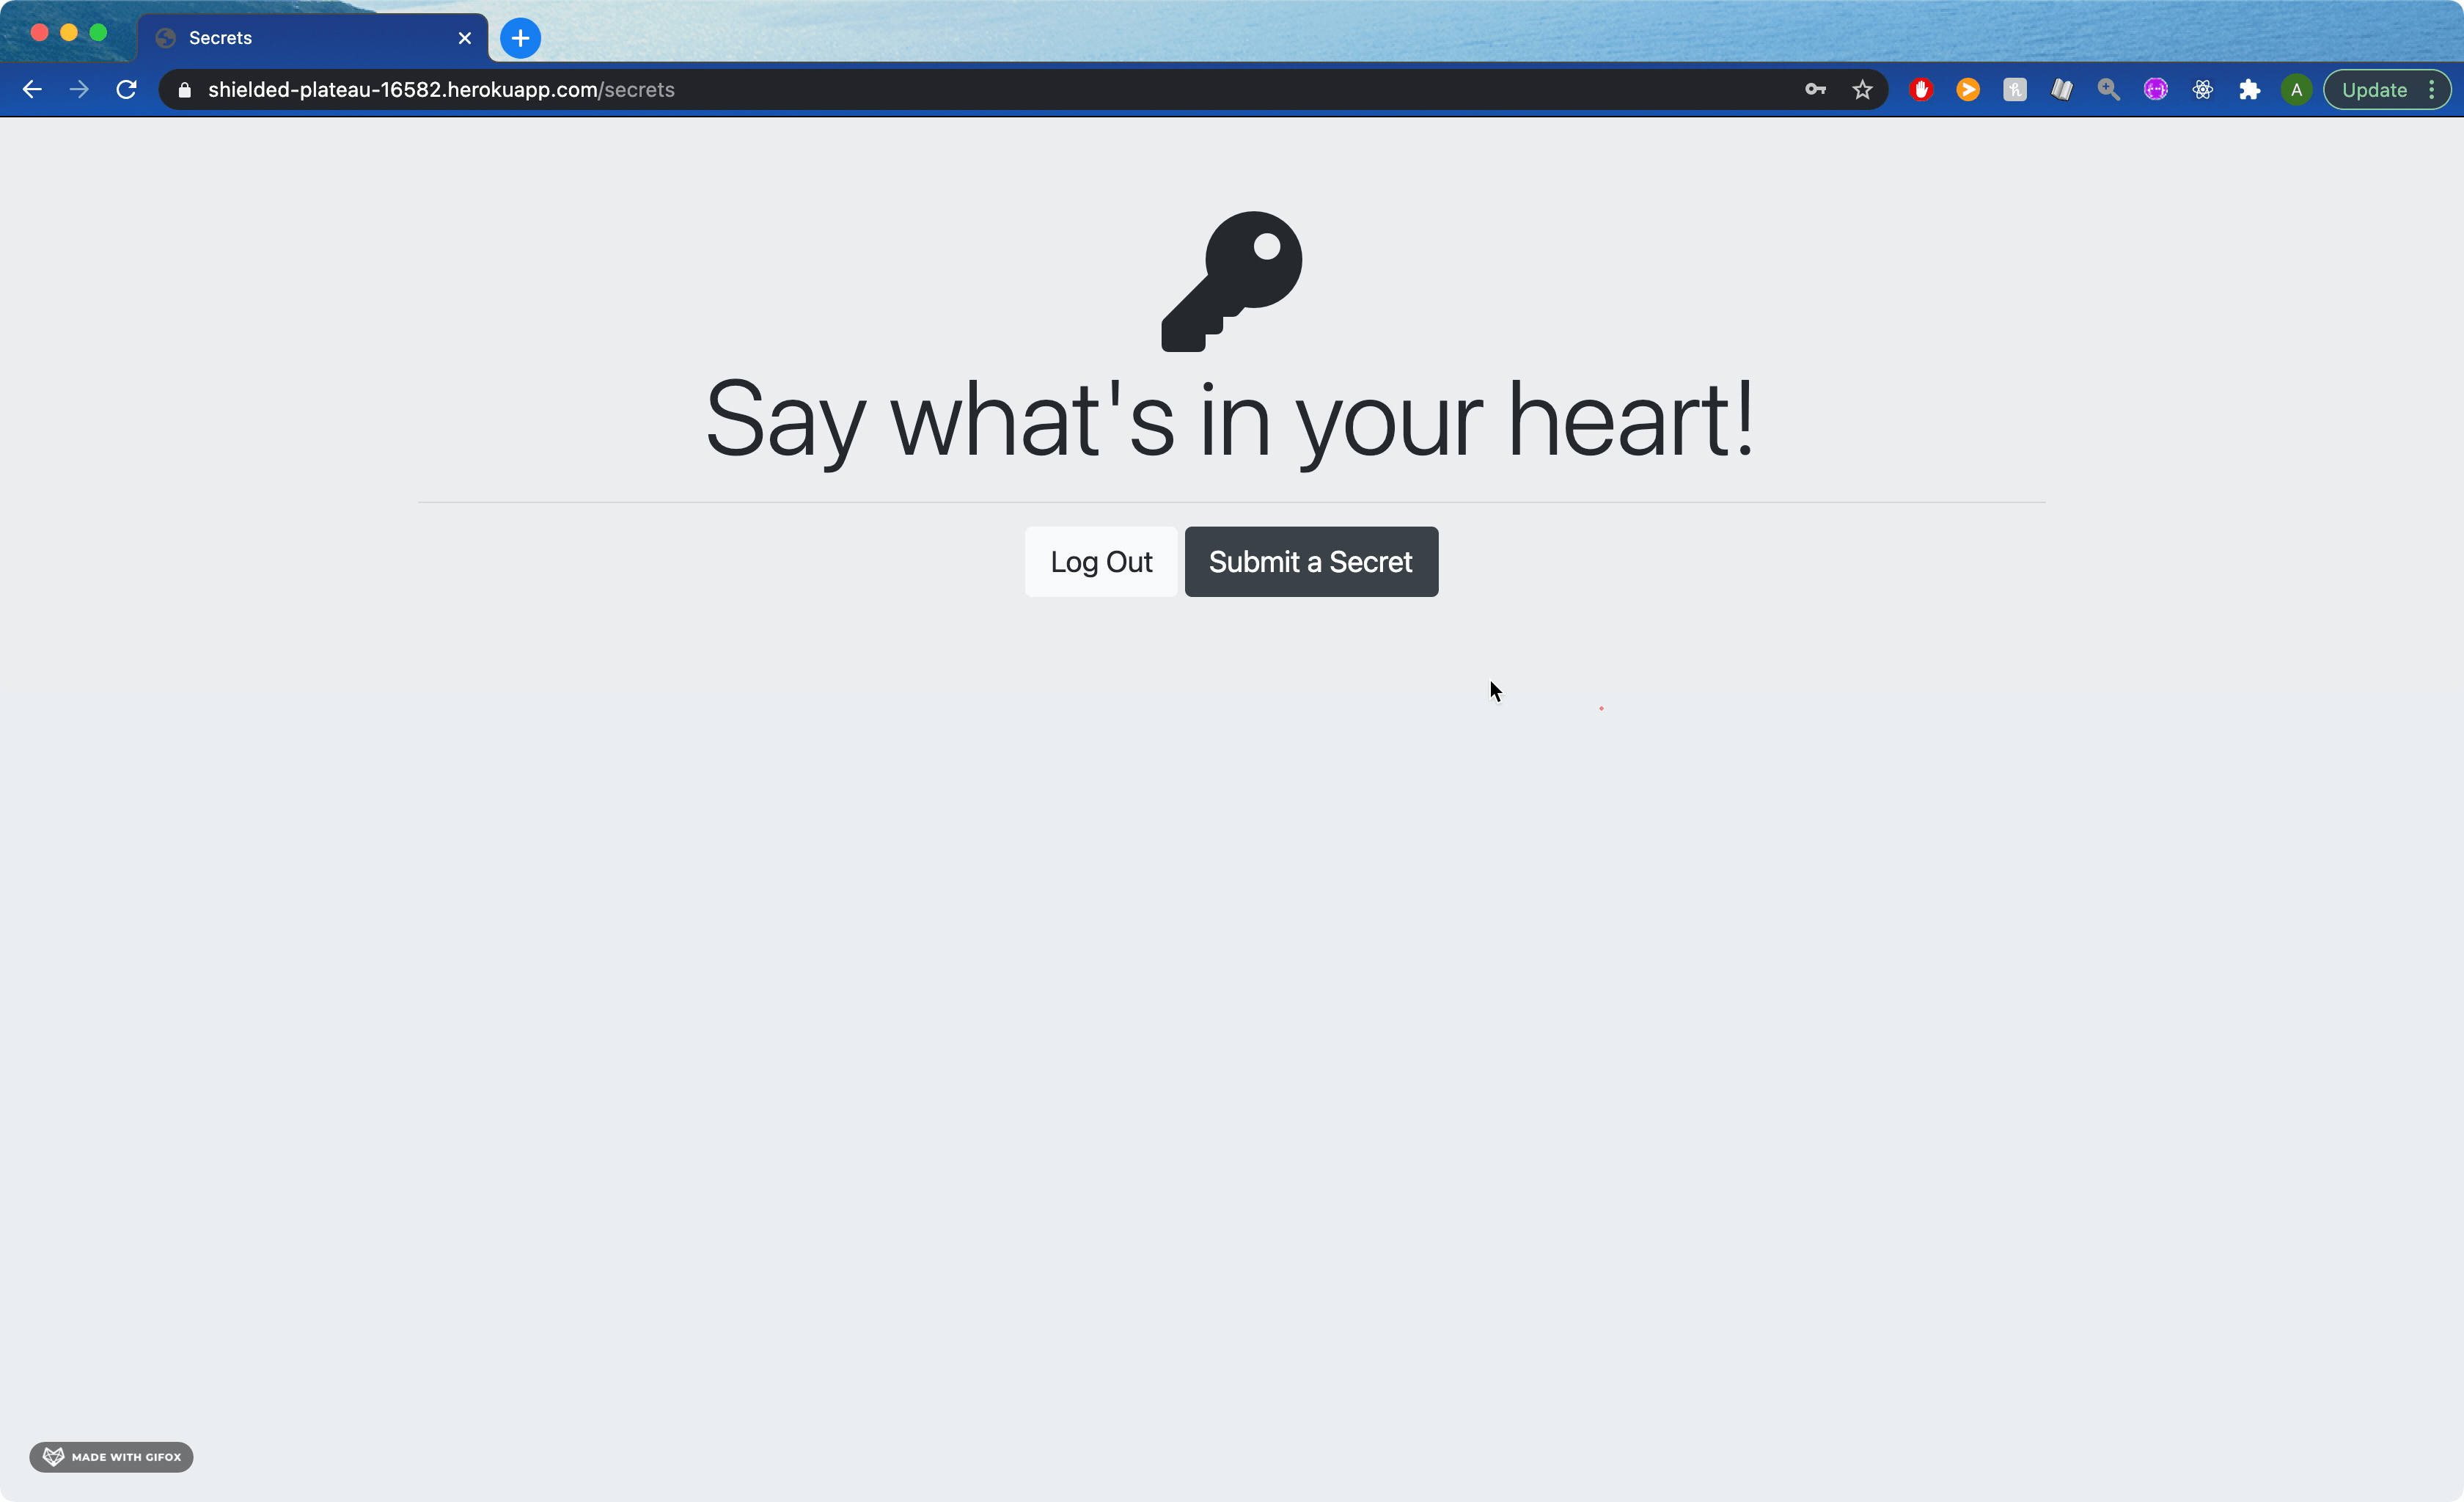 Secrets
shielded-plateau-16582.herokuapp.com/secrets
A
Update
Say what's in your heart!
Log Out
Submit a Secret
MADE WITH GIFOX